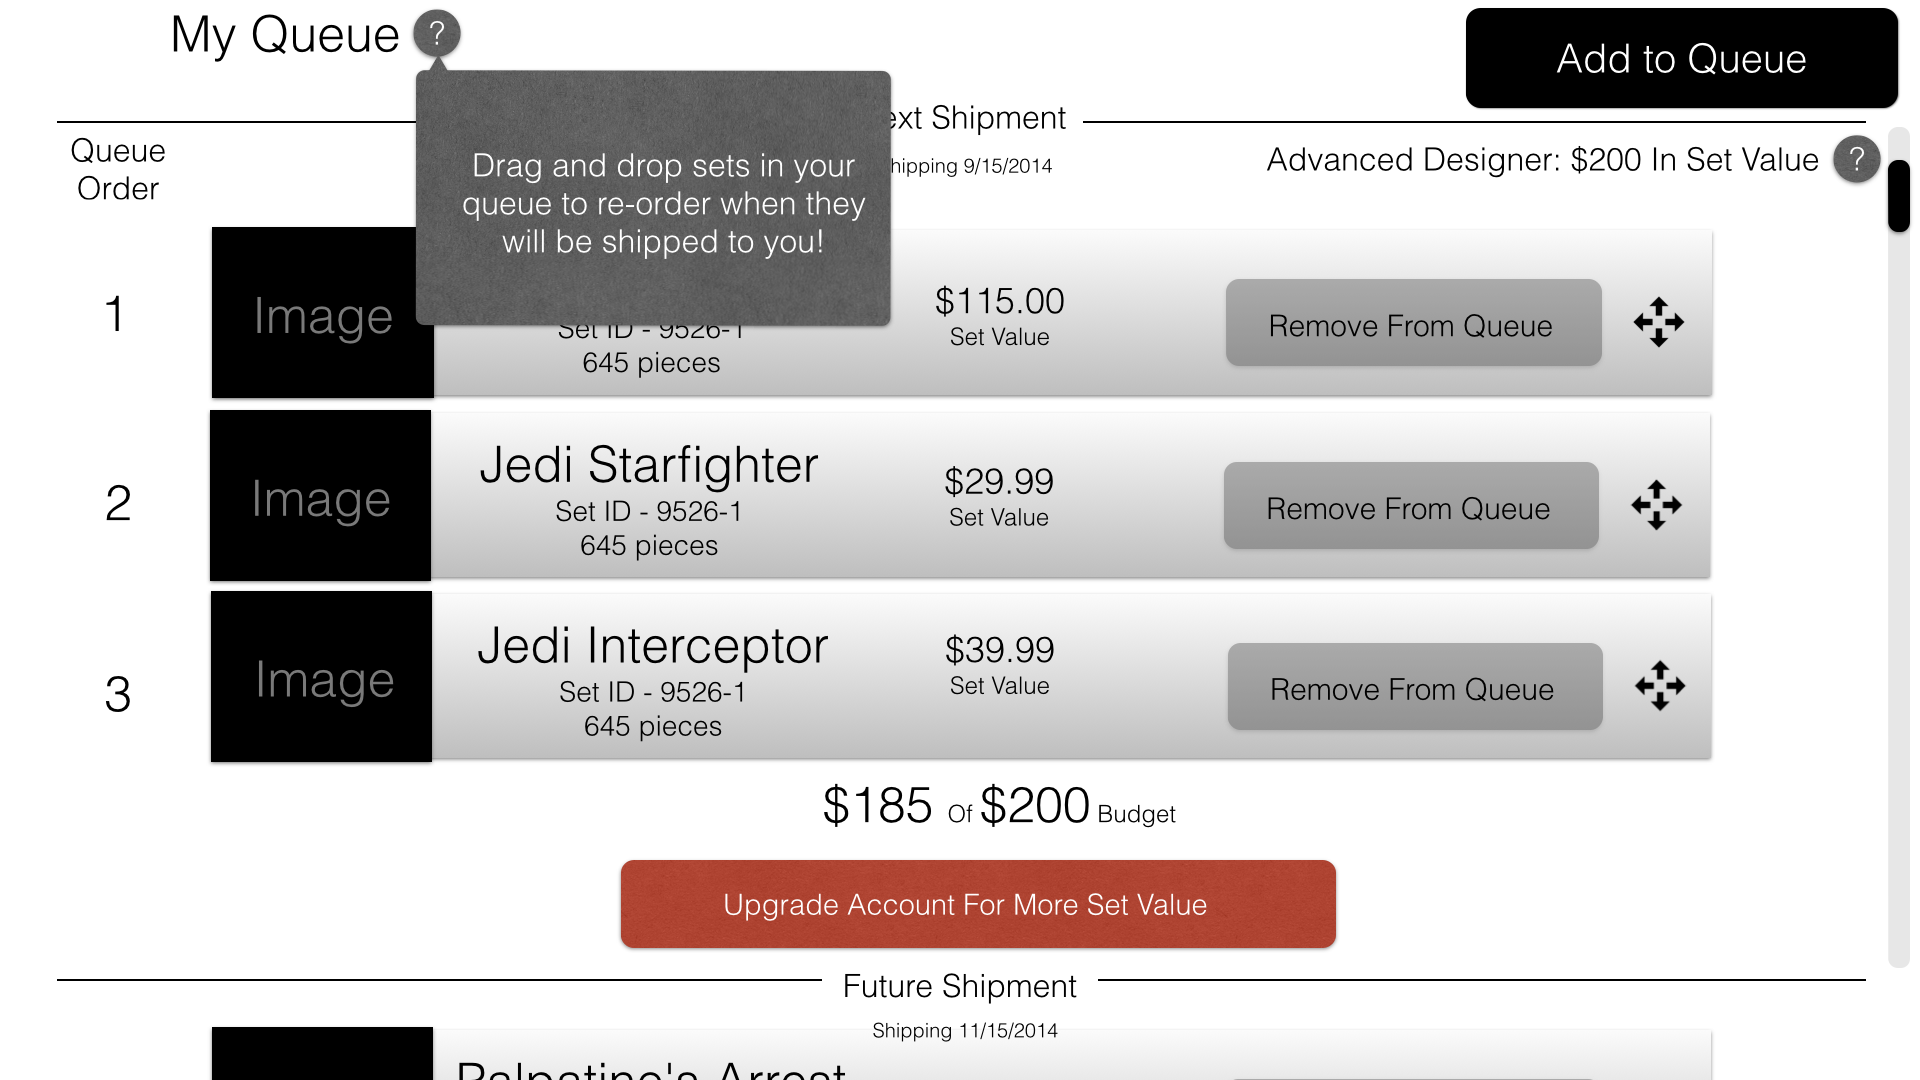 My Queue ?
Add to Queue
Drag and drop sets in your
queue to re-order when they
will be shipped to you!
Shipment
9/15/2014
Queue
Order
Advanced Designer: $200 In Set Value ?
1
Image
Set ID - 9526-1
645 pieces
$115.00
Set Value
Remove From Queue
2
Image
Jedi Starfighter
Set ID - 9526-1
645 pieces
$29.99
Set Value
Remove From Queue
3
Image
Jedi Interceptor
Set ID - 9526-1
645 pieces
$39.99
Set Value
Remove From Queue
$185 Of $200 Budget
Upgrade Account For More Set Value
Future Shipment
Shipping 11/15/2014
Palpatine's Arrest